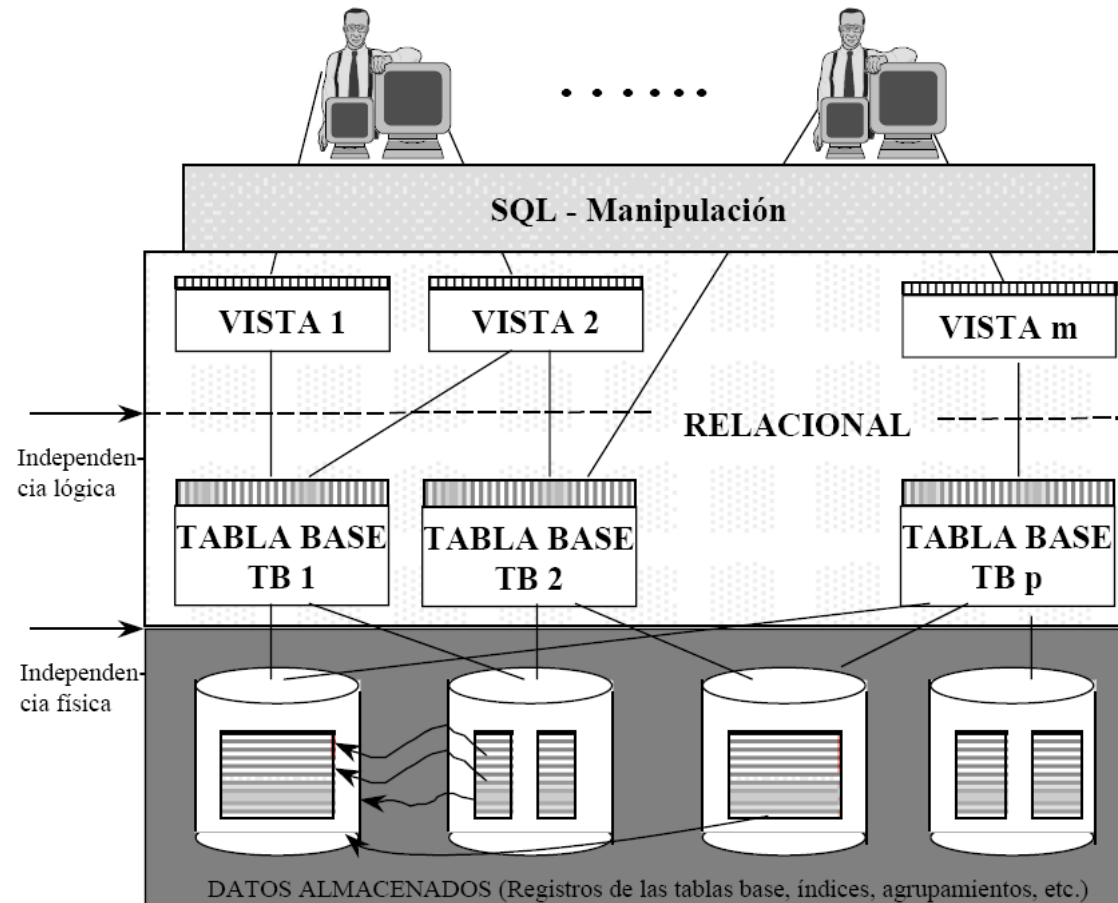 SQL - Manipulación
VISTA 1
VISTA 2
VISTA m
RELACIONAL
Independen
cia lógica
TABLA BASE
TB 1
TABLA BASE
TB 2
TABLA BASE
TB p
Independen
cia física
DATOS ALMACENADOS (Registros de las tablas base, índices, agrupamientos, etc.)